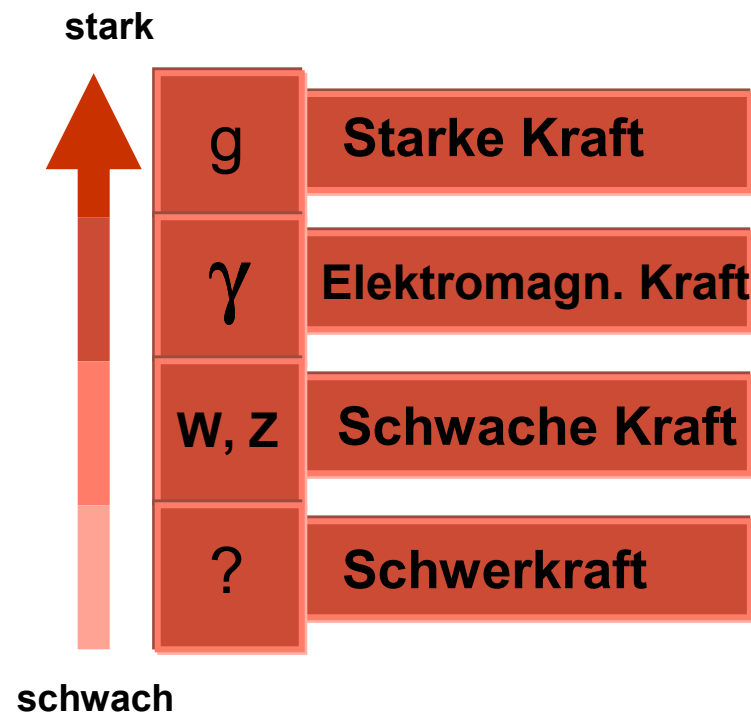 stark
g Starke Kraft
γ Elektromagn. Kraft
W, Z Schwache Kraft
? Schwerkraft
schwach